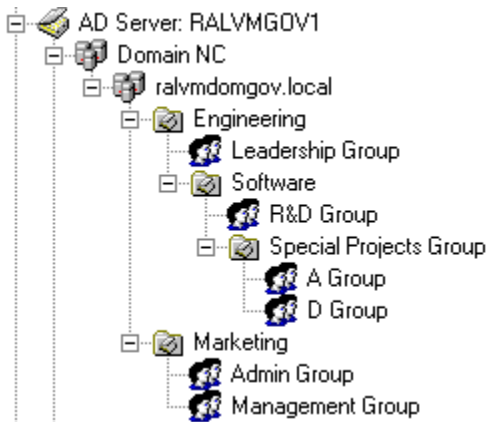 AD Server: RALVMGOV1
Domain NC
ralvmdomgov.local
Engineering
Leadership Group
Software
R&D Group
Special Projects Group
A Group
D Group
Marketing
Admin Group
Management Group